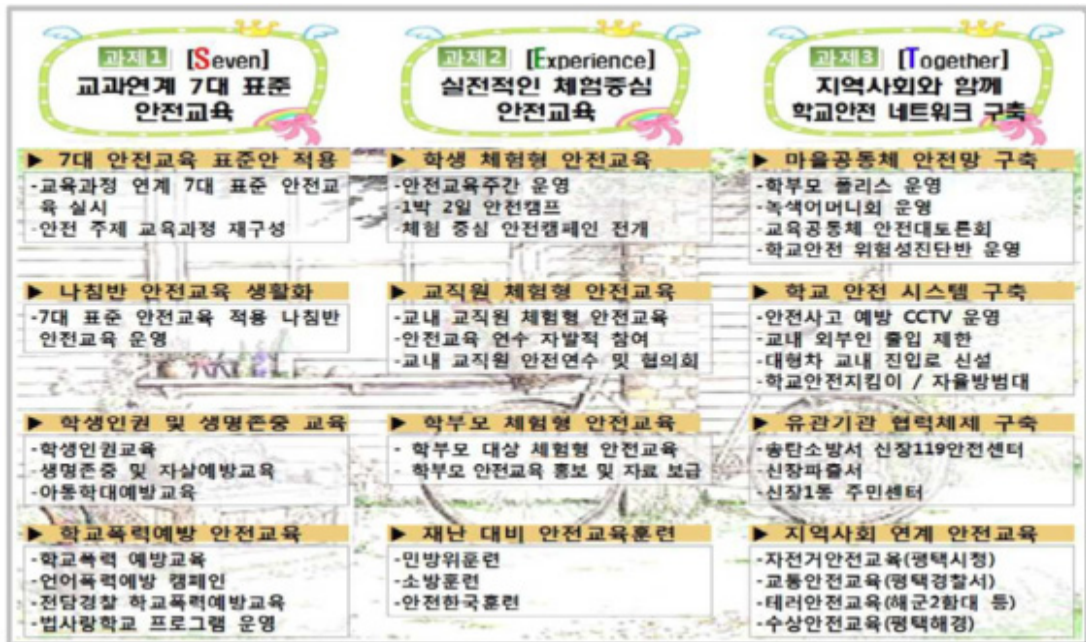 과제1 [Seven]
교과연계 7대 표준
안전교육
▶ 7대 안전교육 표준안 적용
-교육과정 연계 7대 표준 안전교
육 실시
-안전 주제 교육과정 재구성
▶ 나침반 안전교육 생활화
-7대 표준 안전교육 적용 나침반
안전교육 운영
▶ 학생인권 및 생명존중 교육
-학생인권교육
-생명존중 및 자살예방교육
-아동학대예방교육
▶ 학교폭력예방 안전교육
-학교폭력 예방교육
-언어폭력예방 캠페인
-전담경찰 학교폭력예방교육
-법사랑학교 프로그램 운영
과제2 [Experience]
실전적인 체험중심
안전교육
▶ 학생 체험형 안전교육
-안전교육주간 운영
-1박 2일 안전캠프
-체험 중심 안전캠페인 전개
▶ 교직원 체험형 안전교육
-교내 교직원 체험형 안전교육
-안전교육 연수 자발적 참여
-교내 교직원 안전연수 및 협의회
▶ 학부모 체험형 안전교육
- 학부모 대상 체험형 안전교육
- 학부모 안전교육 홍보 및 자료 보급
▶ 재난 대비 안전교육훈련
-민방위훈련
-소방훈련
-안전한국훈련
과제3 [Together]
지역사회와 함께
학교안전 네트워크 구축
▶ 마을공동체 안전망 구축
-학부모 폴리스 운영
-녹색어머니회 운영
-교육공동체 안전대토론회
-학교안전 위험성진단반 운영
▶ 학교 안전 시스템 구축
-안전사고 예방 CCTV 운영
-교내 외부인 출입 제한
-대형차 교내 진입로 신설
-학교안전지킴이 / 자율방범대
▶ 유관기관 협력체제 구축
-송탄소방서 신장119안전센터
-신장파출서
-신장1동 주민센터
▶ 지역사회 연계 안전교육
-자전거안전교육(평택시청)
-교통안전교육(평택경찰서)
-테러안전교육(해군2함대 등)
-수상안전교육(평택해경)